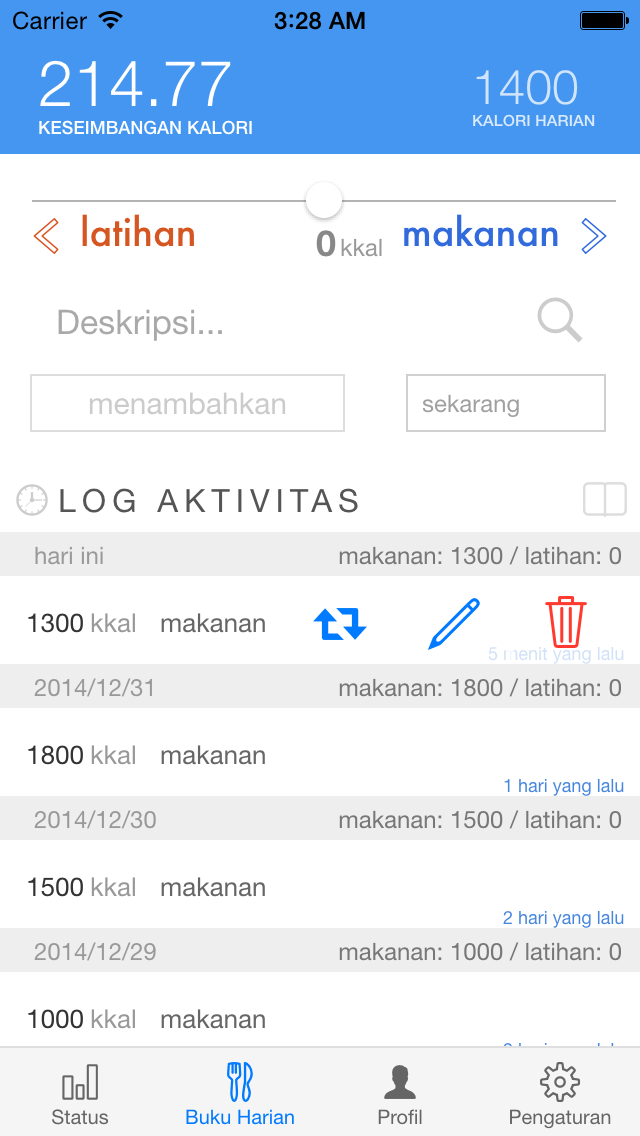 Carrier 3:28 AM
214.77 1400
KESEIMBANGAN KALORI KALORI HARIAN
latihan 0 kkal makanan
Deskripsi...
menambahkan sekarang
LOG AKTIVITAS
hari ini makanan: 1300 / latihan: 0
1300 kkal makanan
5 menit yang lalu
2014/12/31 makanan: 1800 / latihan: 0
1800 kkal makanan
1 hari yang lalu
2014/12/30 makanan: 1500 / latihan: 0
1500 kkal makanan
2 hari yang lalu
2014/12/29 makanan: 1000 / latihan: 0
1000 kkal makanan
Status Buku Harian Profil Pengaturan